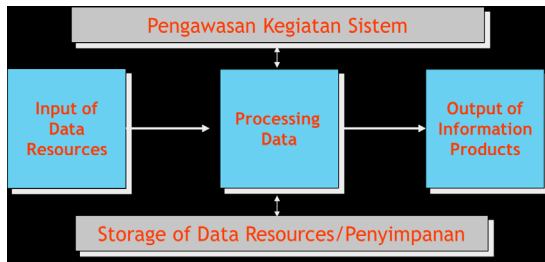 Pengawasan Kegiatan Sistem
Input of
Data
Resources
Processing
Data
Output of
Information
Products
Storage of Data Resources/Penyimpanan